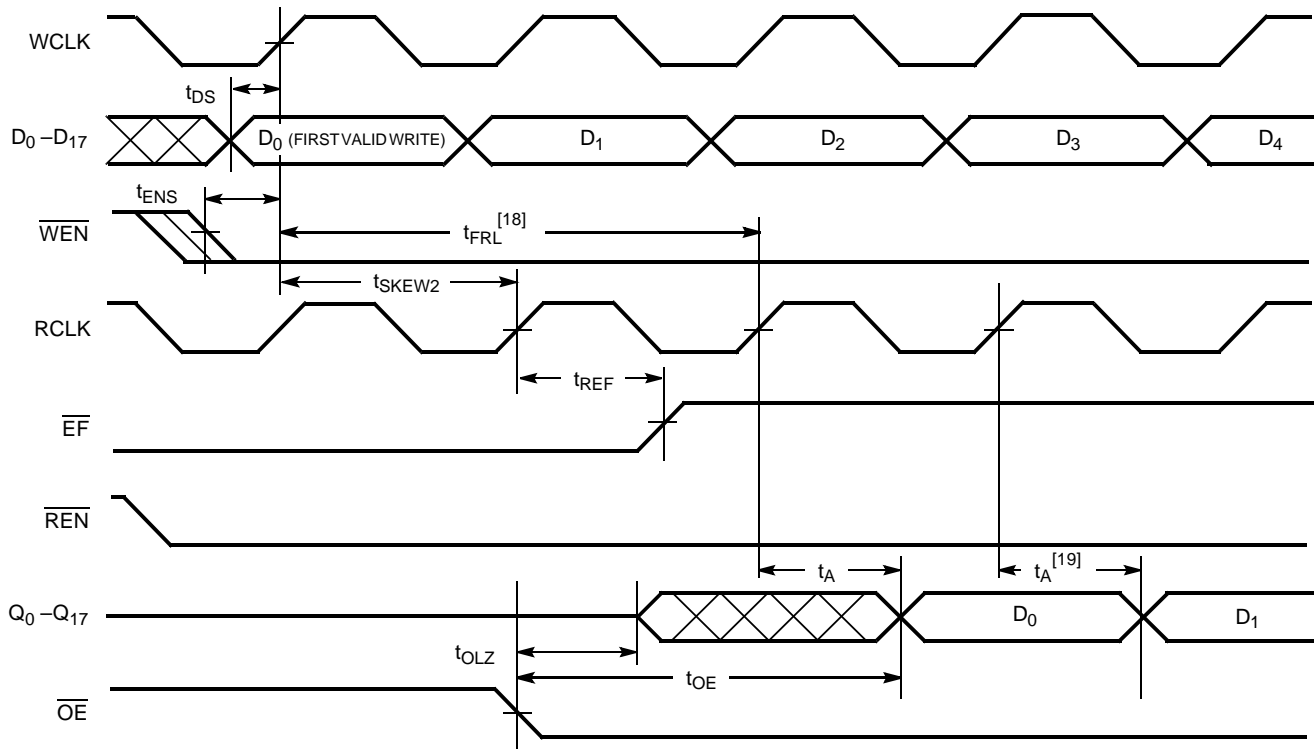 WCLK
tDS
D0 –D17
D0 (FIRST VALID WRITE)
D1
D2
D3
D4
tENS
WEN
tFRL[18]
tSKEW2
RCLK
tREF
EF
REN
tA
tA[19]
Q0 –Q17
D0
D1
tOLZ
tOE
OE